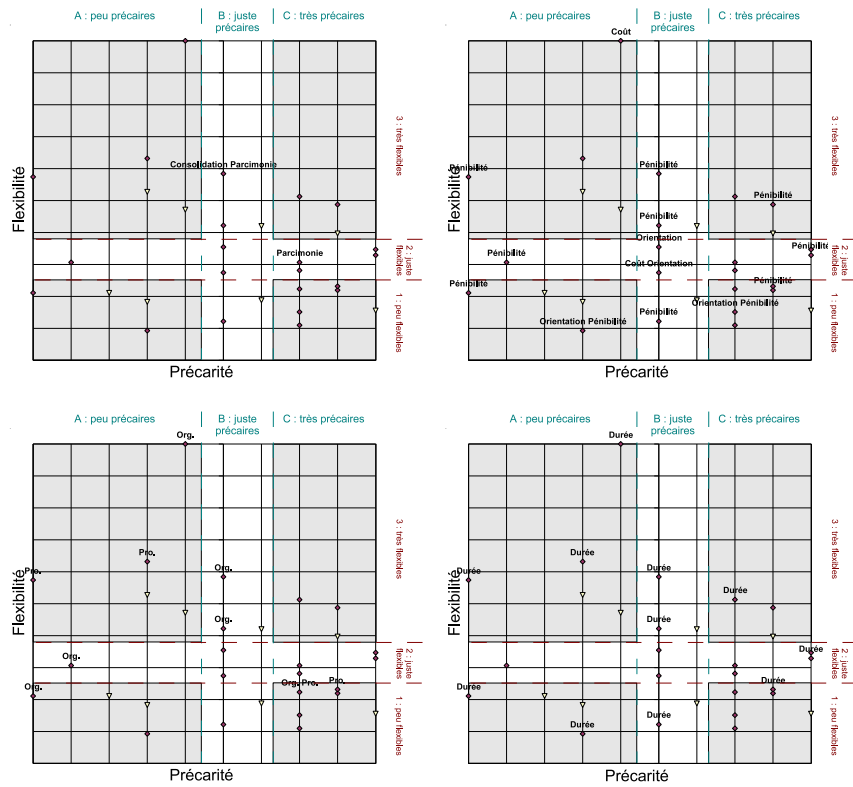 A : peu précaires
B : juste précaires
C : très précaires
Consolidation Parcimonie
Parcimonie
3 : très flexibles
2 : juste flexibles
1 : peu flexibles
Flexibilité
Précarité
A : peu précaires
B : juste précaires
C : très précaires
Coût
Pénibilité
Pénibilité
Pénibilité
Pénibilité
Orientation
Pénibilité
Pénibilité
Coût Orientation
Pénibilité
Pénibilité
Orientation Pénibilité
Orientation Pénibilité
Pénibilité
3 : très flexibles
2 : juste flexibles
1 : peu flexibles
Flexibilité
Précarité
A : peu précaires
B : juste précaires
C : très précaires
Org.
Pro.
Pro.
Org.
Org.
Org.
Org.
Org. Pro.
Pro.
3 : très flexibles
2 : juste flexibles
1 : peu flexibles
Flexibilité
Précarité
A : peu précaires
B : juste précaires
C : très précaires
Durée
Durée
Durée
Durée
Durée
Durée
Durée
Durée
Durée
Durée
Durée
3 : très flexibles
2 : juste flexibles
1 : peu flexibles
Flexibilité
Précarité